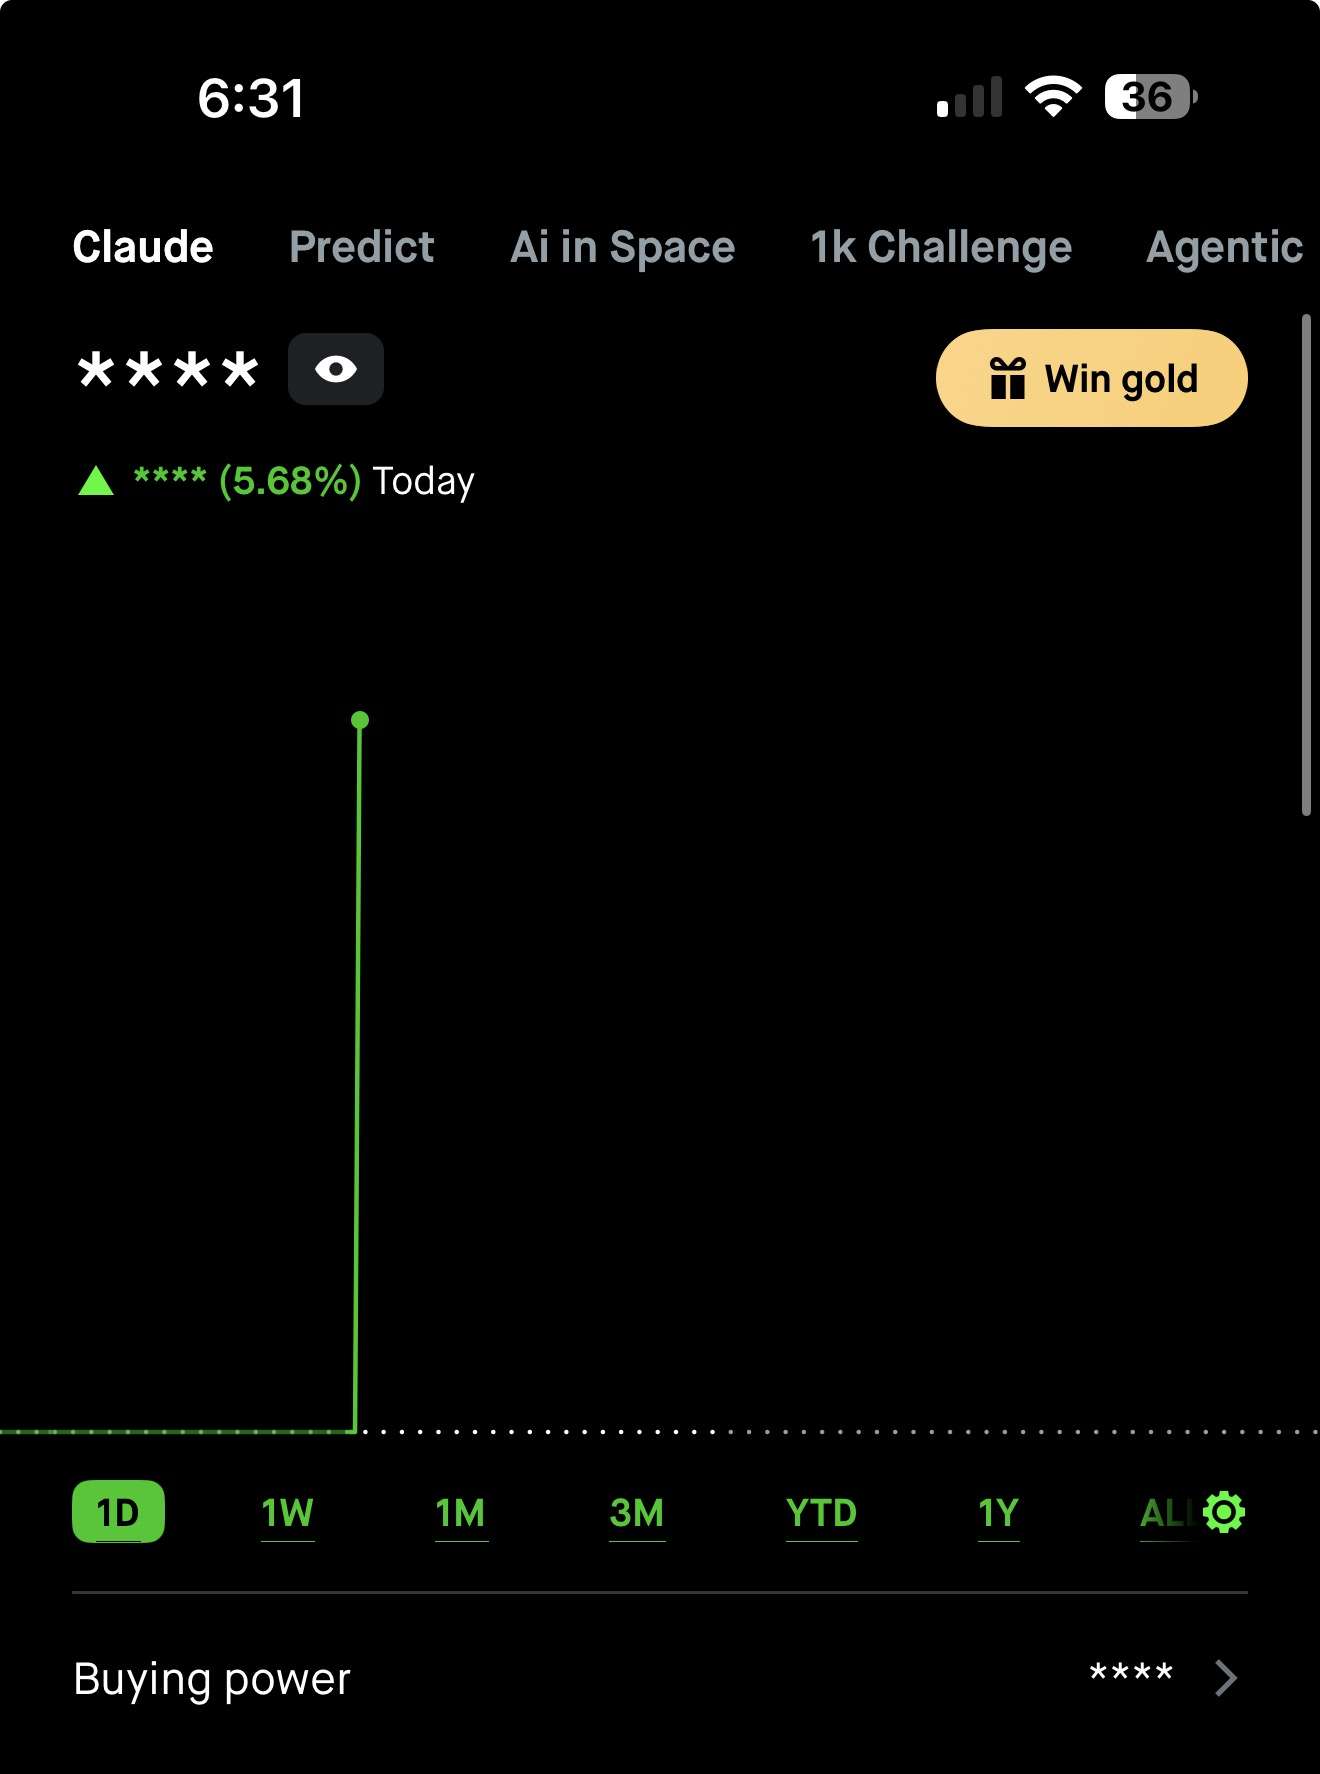 6:31 36
Claude Predict Ai in Space 1k Challenge Agentic
****
Win gold
**** (5.68%) Today
1D 1W 1M 3M YTD 1Y ALL
Buying power ****